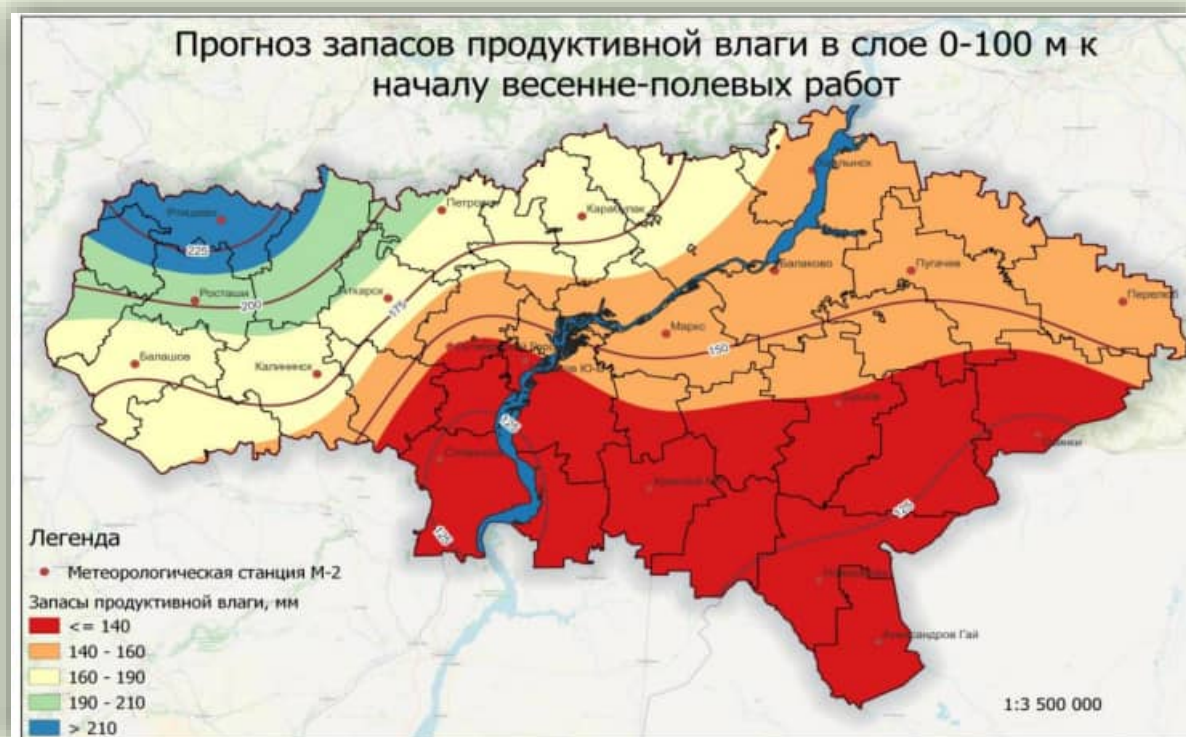 Прогноз запасов продуктивной влаги в слое 0-100 м к
началу весенне-полевых работ
Ртищево
225
Петровск
Карабулак
Балаково
Пугачев
Перелюб
Росташи
200
Аткарск
175
Маркс
150
Балашов
Калининск
125
125
125
Александров Гай
Легенда
Метеорологическая станция М-2
Запасы продуктивной влаги, мм
<= 140
140 - 160
160 - 190
190 - 210
> 210
1:3 500 000